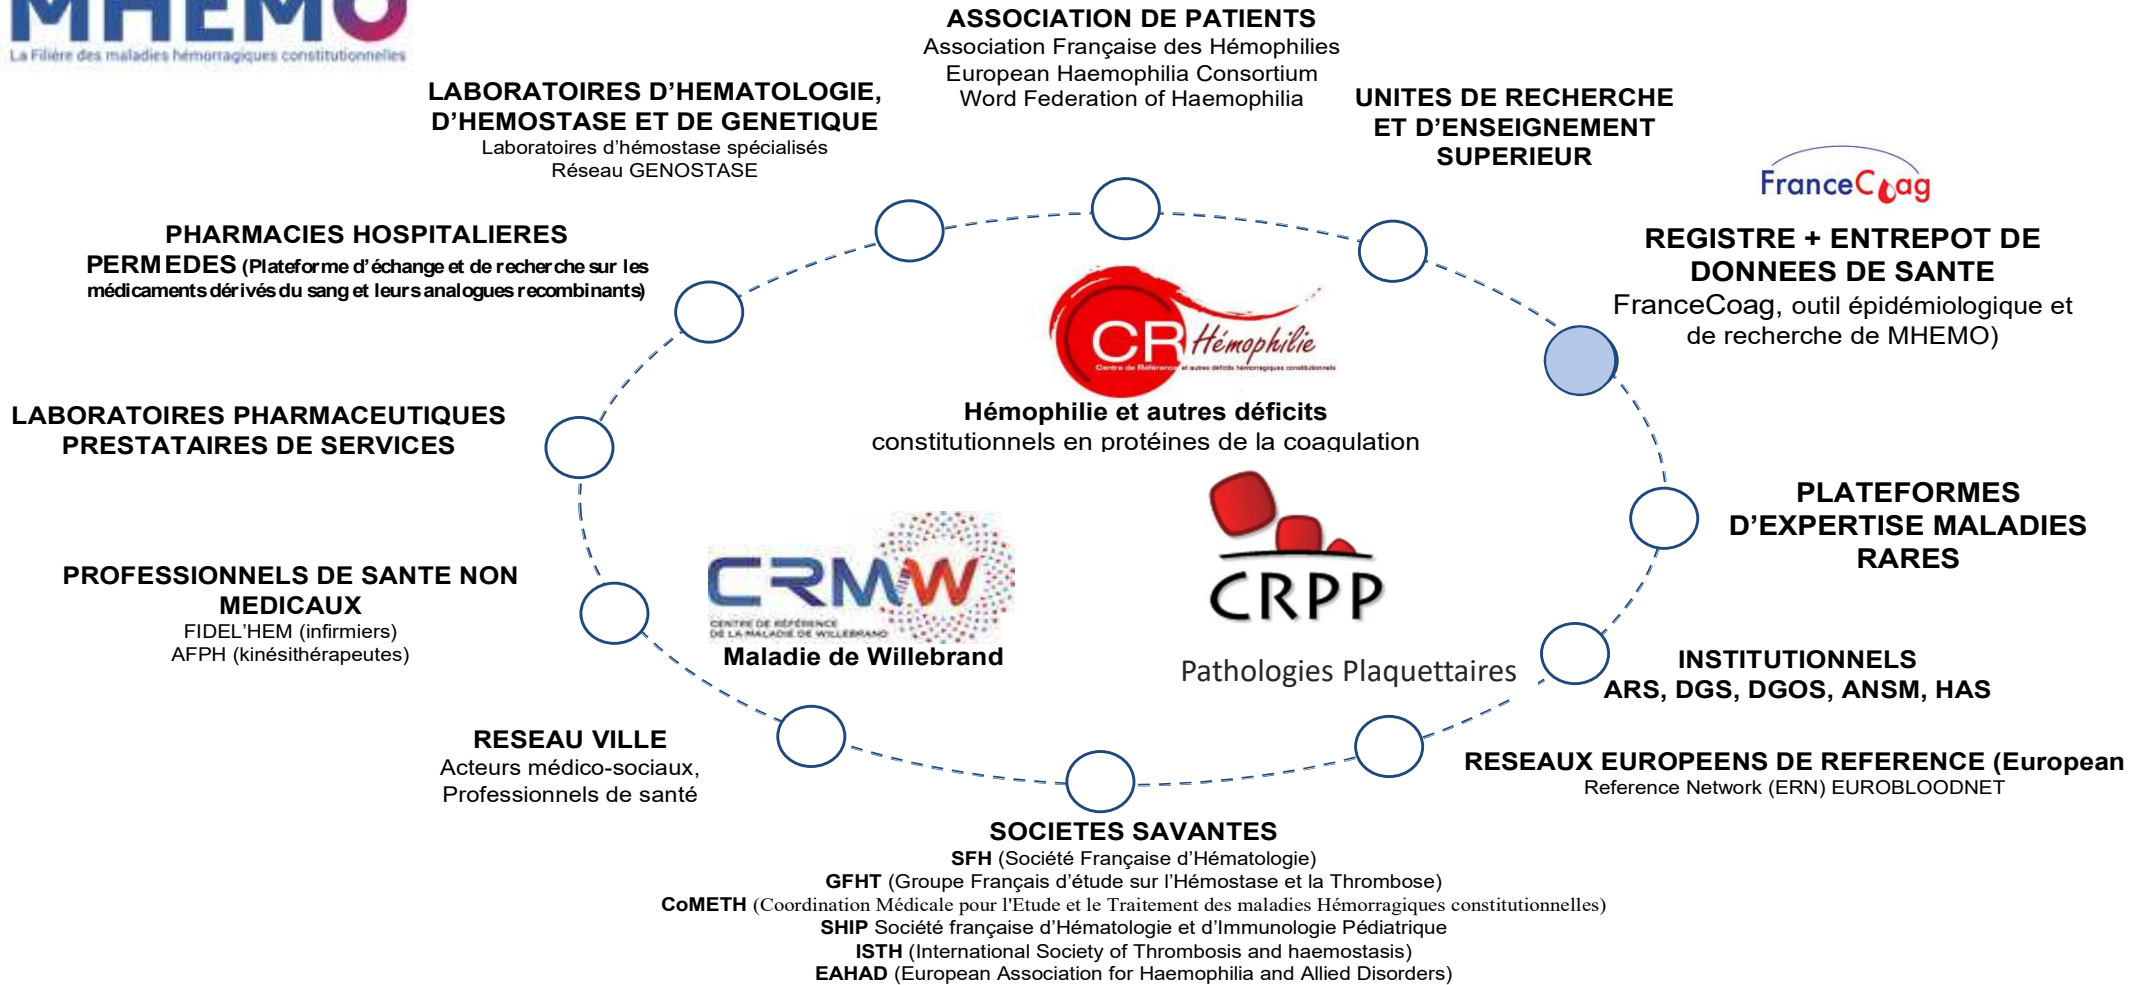 MHEMO
La Filière des maladies hémorragiques constitutionnelles
ASSOCIATION DE PATIENTS
Association Française des Hémophilies
European Haemophilia Consortium
Word Federation of Haemophilia
LABORATOIRES D’HEMATOLOGIE,
D’HEMOSTASE ET DE GENETIQUE
Laboratoires d’hémostase spécialisés
Réseau GENOSTASE
UNITES DE RECHERCHE
ET D’ENSEIGNEMENT
SUPERIEUR
FranceCoag
REGISTRE + ENTREPOT DE
DONNEES DE SANTE
FranceCoag, outil épidémiologique et
de recherche de MHEMO)
PHARMACIES HOSPITALIERES
PERMEDES (Plateforme d’échange et de recherche sur les
médicaments dérivés du sang et leurs analogues recombinants)
CR Hémophilie
Centre de Référence et autres déficits hémorragiques constitutionnels
Hémophilie et autres déficits
constitutionnels en protéines de la coagulation
LABORATOIRES PHARMACEUTIQUES
PRESTATAIRES DE SERVICES
PLATEFORMES
D’EXPERTISE MALADIES
RARES
CRMW
CENTRE DE RÉFÉRENCE
DE LA MALADIE DE WILLEBRAND
Maladie de Willebrand
CRPP
Pathologies Plaquettaires
PROFESSIONNELS DE SANTE NON
MEDICAUX
FIDEL’HEM (infirmiers)
AFPH (kinésithérapeutes)
INSTITUTIONNELS
ARS, DGS, DGOS, ANSM, HAS
RESEAU VILLE
Acteurs médico-sociaux,
Professionnels de santé
RESEAUX EUROPEENS DE REFERENCE (European
Reference Network (ERN) EUROBLOODNET
SOCIETES SAVANTES
SFH (Société Française d’Hématologie)
GFHT (Groupe Français d’étude sur l’Hémostase et la Thrombose)
CoMETH (Coordination Médicale pour l'Etude et le Traitement des maladies Hémorragiques constitutionnelles)
SHIP Société française d’Hématologie et d’Immunologie Pédiatrique
ISTH (International Society of Thrombosis and haemostasis)
EAHAD (European Association for Haemophilia and Allied Disorders)